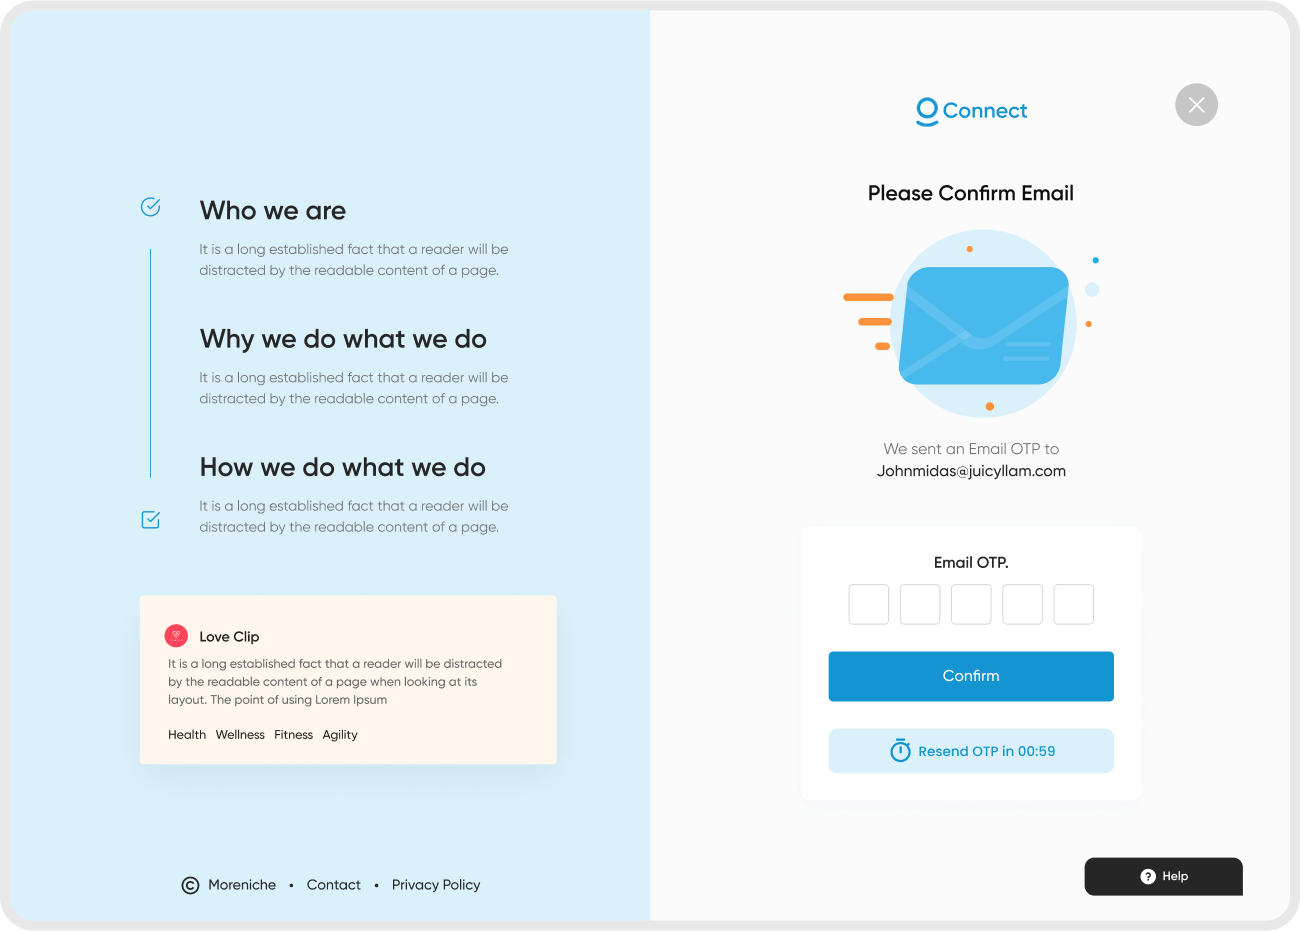 Who we are
It is a long established fact that a reader will be
distracted by the readable content of a page.
Why we do what we do
It is a long established fact that a reader will be
distracted by the readable content of a page.
How we do what we do
It is a long established fact that a reader will be
distracted by the readable content of a page.
Love Clip
It is a long established fact that a reader will be distracted
by the readable content of a page when looking at its
layout. The point of using Lorem Ipsum
Health Wellness Fitness Agility
© Moreniche • Contact • Privacy Policy
Connect
Please Confirm Email
We sent an Email OTP to
Johnmidas@juicyllam.com
Email OTP.
Confirm
Resend OTP in 00:59
? Help